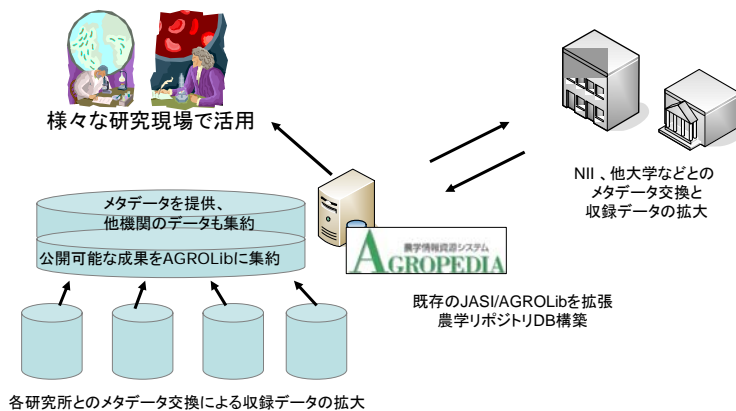 様々な研究現場で活用
NII 、他大学などとの
メタデータ交換と
収録データの拡大
メタデータを提供、
他機関のデータも集約
公開可能な成果をAGROLibに集約
農学情報資源システム
AGROPEDIA
既存のJASI/AGROLibを拡張
農学リポジトリDB構築
各研究所とのメタデータ交換による収録データの拡大